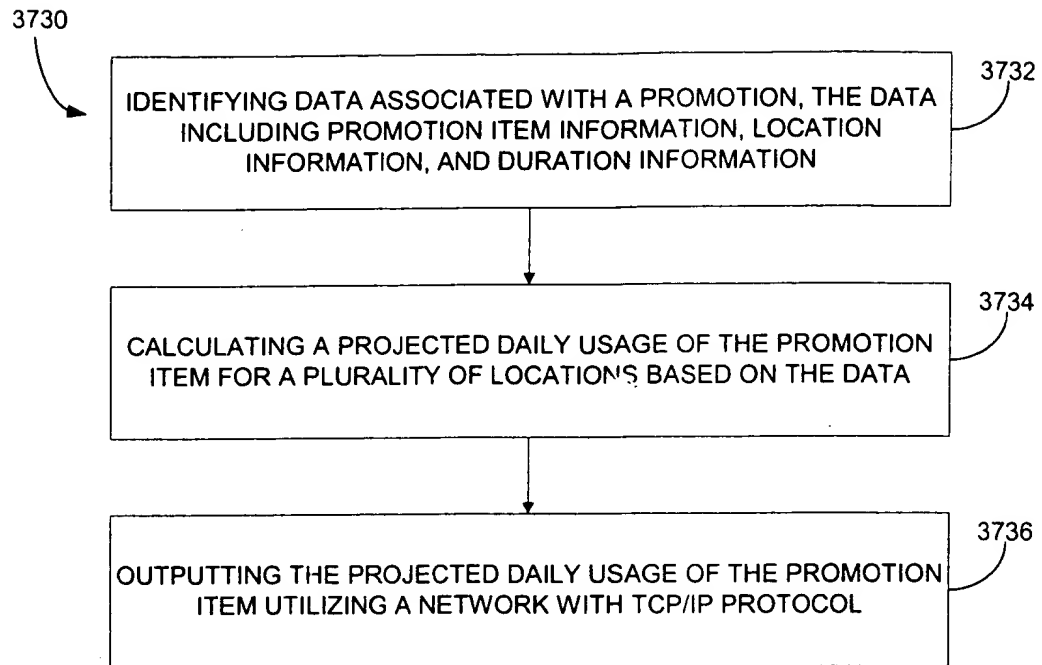 3730
3732
IDENTIFYING DATA ASSOCIATED WITH A PROMOTION, THE DATA
INCLUDING PROMOTION ITEM INFORMATION, LOCATION
INFORMATION, AND DURATION INFORMATION
3734
CALCULATING A PROJECTED DAILY USAGE OF THE PROMOTION
ITEM FOR A PLURALITY OF LOCATIONS BASED ON THE DATA
3736
OUTPUTTING THE PROJECTED DAILY USAGE OF THE PROMOTION
ITEM UTILIZING A NETWORK WITH TCP/IP PROTOCOL